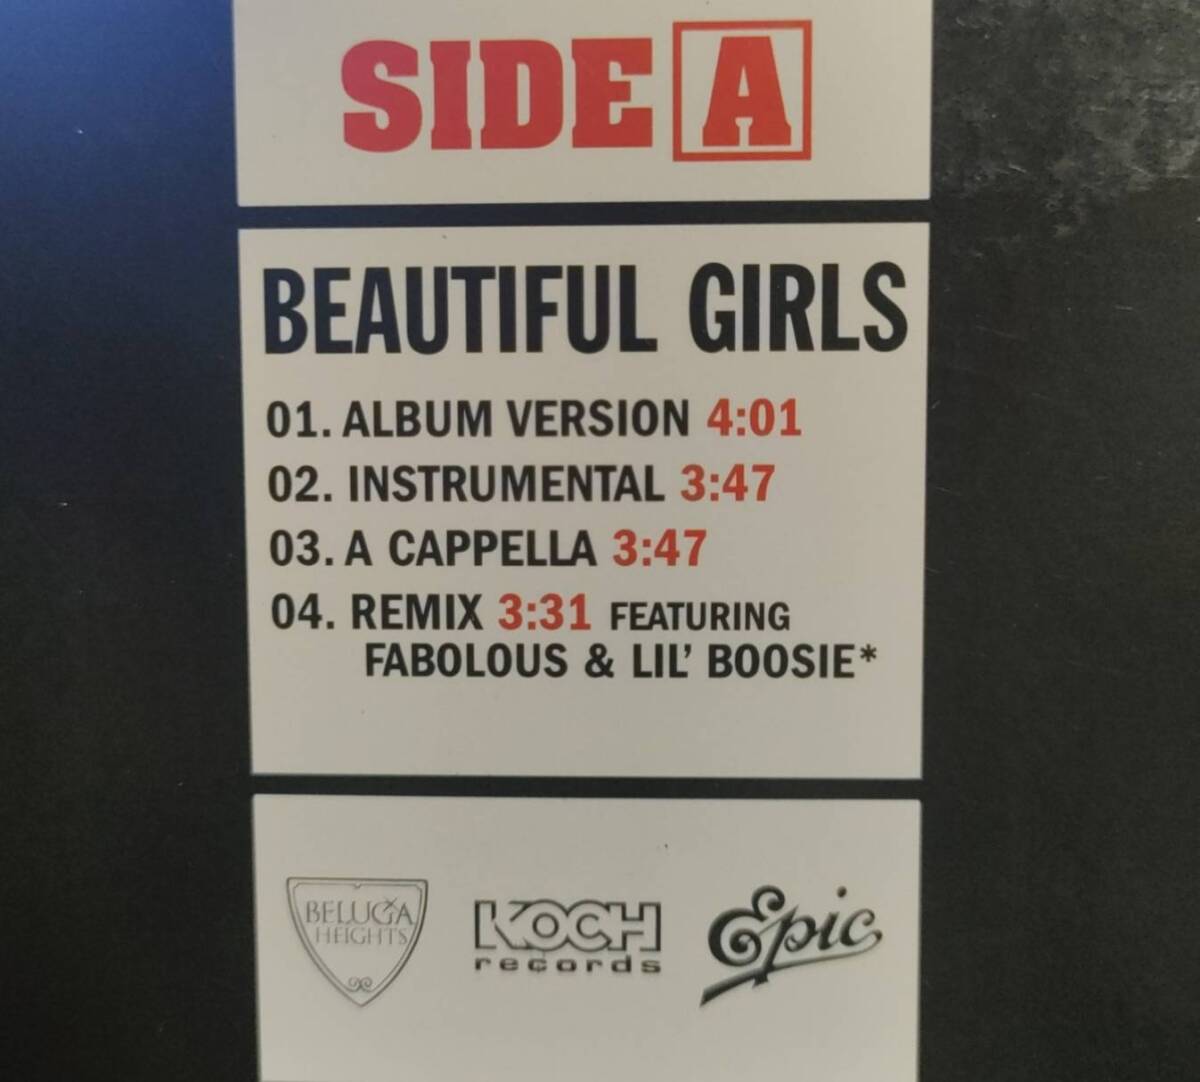 SIDE A
BEAUTIFUL GIRLS
01. ALBUM VERSION 4:01
02. INSTRUMENTAL 3:47
03. A CAPPELLA 3:47
04. REMIX 3:31 FEATURING
FABOLOUS & LIL' BOOSIE*
BELUGA
HEIGHTS
KOCH
records
Epic